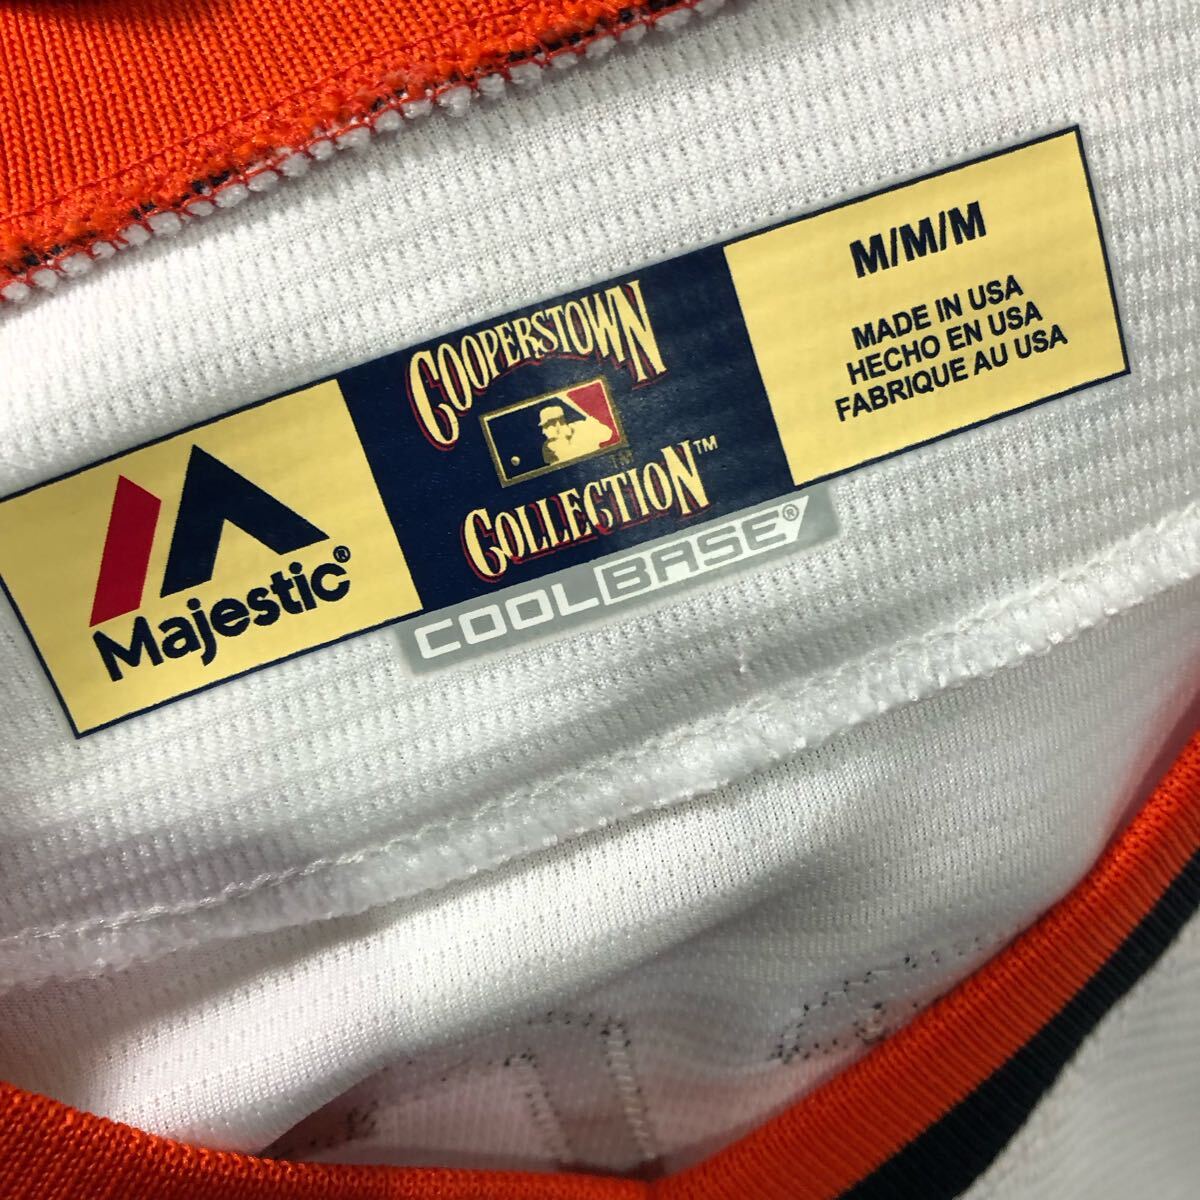 Majestic®
COOPERSTOWN
COLLECTION™
COOLBASE®
M/M/M
MADE IN USA
HECHO EN USA
FABRIQUE AU USA